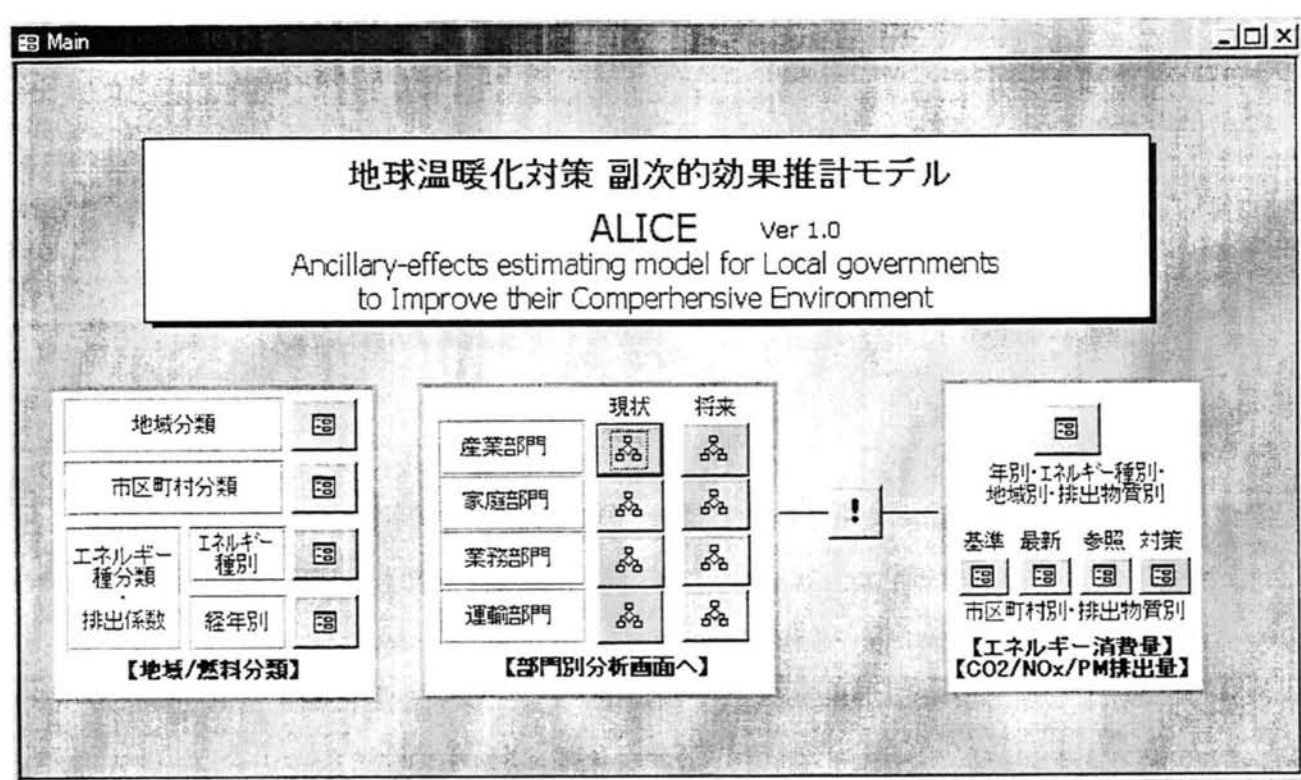 Main
地球温暖化対策 副次的効果推計モデル
ALICE Ver 1.0
Ancillary-effects estimating model for Local governments
to Improve their Comperhensive Environment
地域分類
市区町村分類
エネルギー
種分類
・
排出係数
エネルギー
種別
経年別
【地域/燃料分類】
現状 将来
産業部門
家庭部門
業務部門
運輸部門
【部門別分析画面へ】
!
年別・エネルギー種別・
地域別・排出物質別
基準 最新 参照 対策
市区町村別・排出物質別
【エネルギー消費量】
【CO2/NOx/PM排出量】